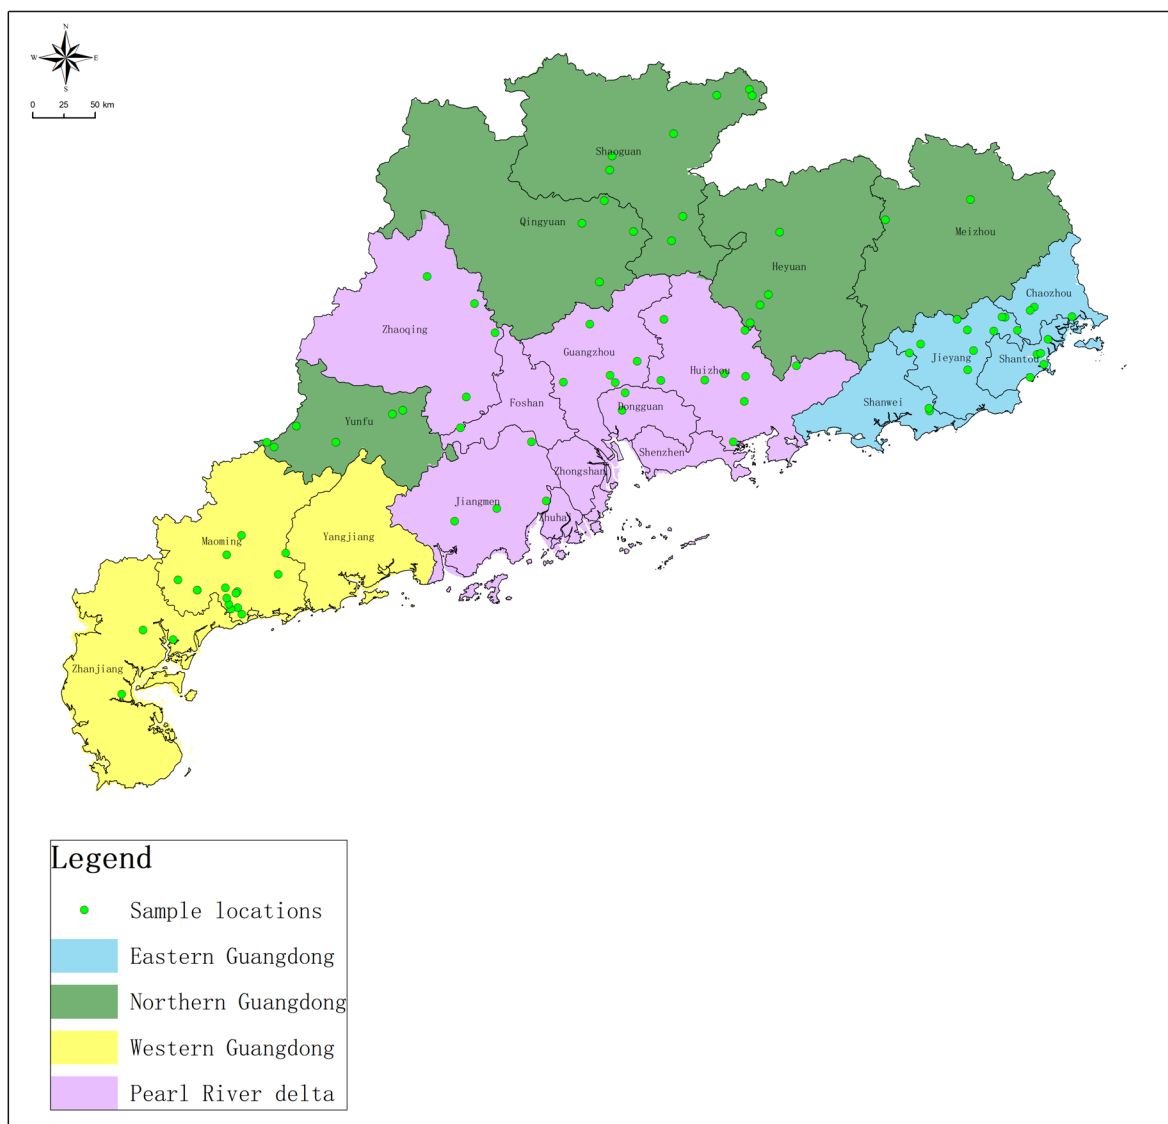 N
W E
S
0 25 50 km
Shaoguan
Qingyuan
Meizhou
Heyuan
Chaozhou
Zhaoqing
Guangzhou
Jieyang
Shantou
Huizhou
Foshan
Dongguan
Shanwei
Yunfu
Shenzhen
Zhongshan
Jiangmen
Zhuhai
Yangjiang
Maoming
Zhanjiang
Legend
Sample locations
Eastern Guangdong
Northern Guangdong
Western Guangdong
Pearl River delta